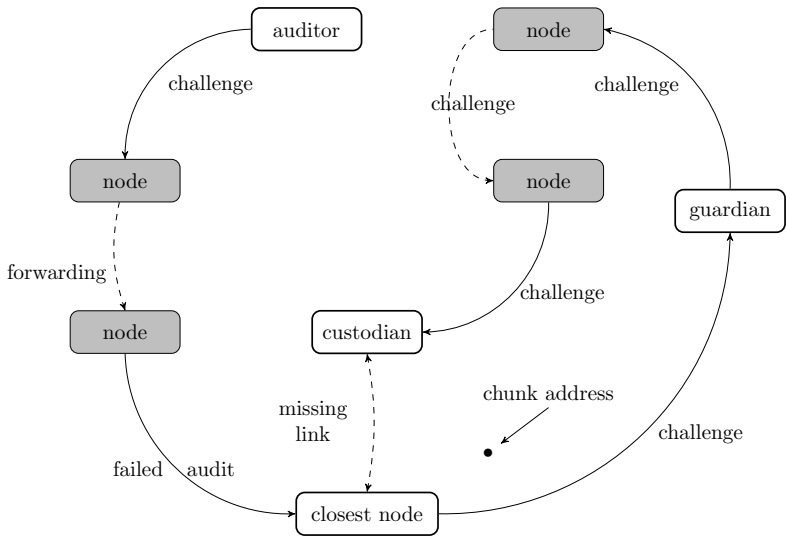 auditor
node
challenge
challenge
challenge
node
node
guardian
forwarding
challenge
node
custodian
chunk address
missing
link
challenge
failed audit
closest node